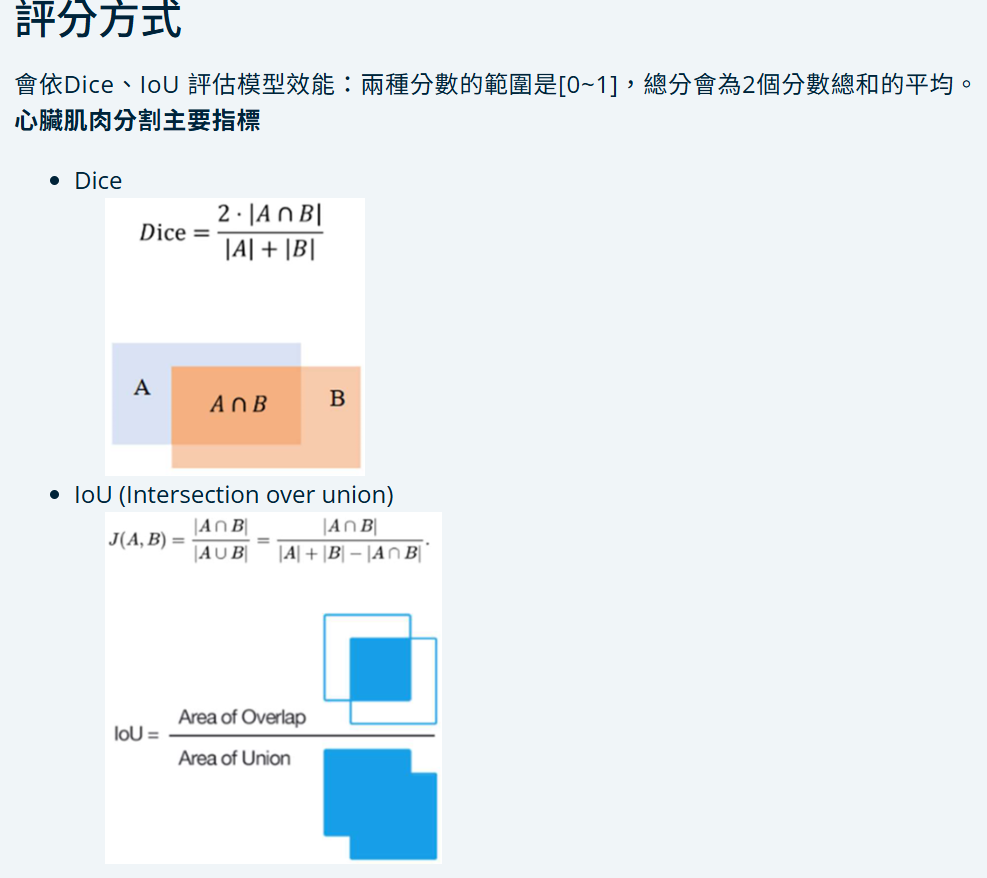 評分方式
會依Dice、IoU 評估模型效能：兩種分數的範圍是[0~1]，總分會為2個分數總和的平均。
心臟肌肉分割主要指標
• Dice
Dice = 2 · |A ∩ B| / |A| + |B|
A
A ∩ B
B
• IoU (Intersection over union)
J(A, B) = |A ∩ B| / |A ∪ B| = |A ∩ B| / |A| + |B| − |A ∩ B|.
IoU =
Area of Overlap
Area of Union